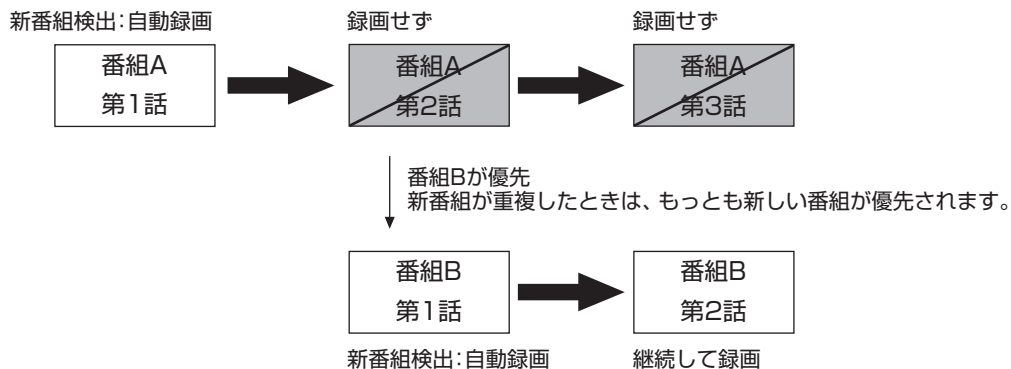 新番組検出：自動録画
録画せず
録画せず
番組A
第1話
番組A
第2話
番組A
第3話
番組Bが優先
新番組が重複したときは、もっとも新しい番組が優先されます。
番組B
第1話
番組B
第2話
新番組検出：自動録画
継続して録画